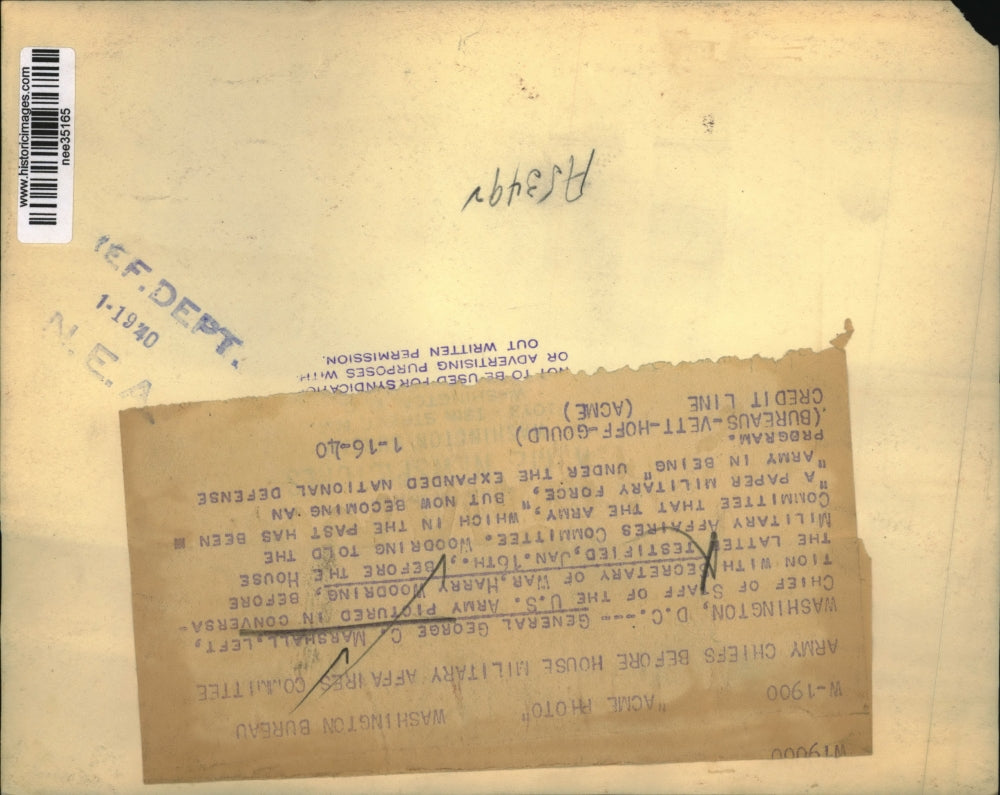 www.historicimages.com
nee35165
EF. DEPT.
1-19 40
N. E. A
A53492
NOT TO BE USED FOR SYNDICATIO
OR ADVERTISING PURPOSES WITH
OUT WRITTEN PERMISSION.
W19000
W-1900 "ACME PHOTO" WASHINGTON BUREAU
ARMY CHIEFS BEFORE HOUSE MILITARY AFFAIRES COMMITTEE
WASHINGTON, D.C.--- GENERAL GEORGE C MARSHALL, LEFT,
CHIEF OF STAFF OF THE U.S. ARMY PICTURED IN CONVERSA-
TION WITH SECRETARY OF WAR, HARRY WOODRING, BEFORE
THE LATTER TESTIFIED, JAN. 16TH., BEFORE THE HOUSE
MILITARY AFFAIRES COMMITTEE. WOODRING TOLD THE
COMMITTEE THAT THE ARMY, WHICH IN THE PAST HAS BEEN
"A PAPER MILITARY FORCE," BUT NOW BECOMING AN
"ARMY IN BEING" UNDER THE EXPANDED NATIONAL DEFENSE
PROGRAM.
(BUREAUS-VETT-HOFF-GOULD) 1-16-40
CREDIT LINE (ACME)